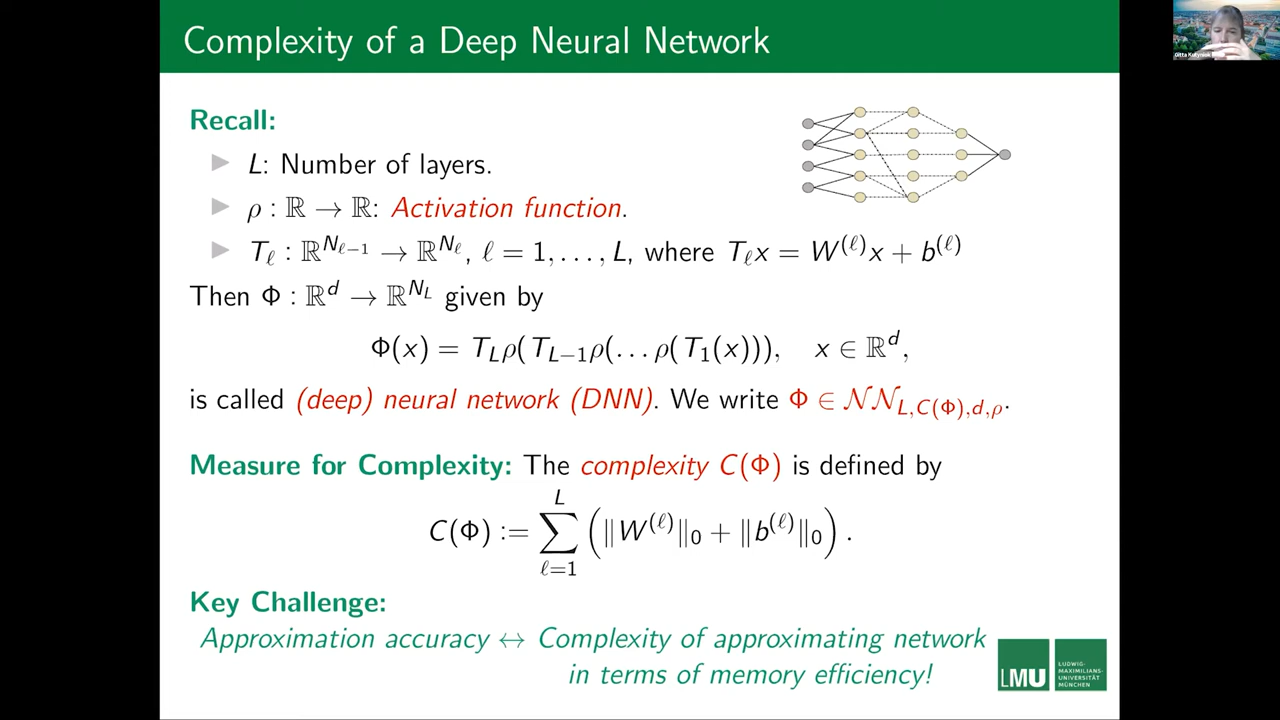 Complexity of a Deep Neural Network
Gitta Kutyniok
Recall:
L: Number of layers.
ρ : ℝ → ℝ: Activation function.
T_ℓ : ℝ^{N_{ℓ−1}} → ℝ^{N_ℓ}, ℓ = 1, . . . , L, where T_ℓx = W^{(ℓ)}x + b^{(ℓ)}
Then Φ : ℝ^d → ℝ^{N_L} given by
Φ(x) = T_Lρ(T_{L−1}ρ(. . . ρ(T_1(x))), x ∈ ℝ^d,
is called (deep) neural network (DNN). We write Φ ∈ 𝒩𝒩_{L,C(Φ),d,ρ}.
Measure for Complexity: The complexity C(Φ) is defined by
C(Φ) := ∑_{ℓ=1}^{L} (‖W^{(ℓ)}‖_0 + ‖b^{(ℓ)}‖_0) .
Key Challenge:
Approximation accuracy ↔ Complexity of approximating network
in terms of memory efficiency!
LMU
LUDWIG-
MAXIMILIANS-
UNIVERSITÄT
MÜNCHEN